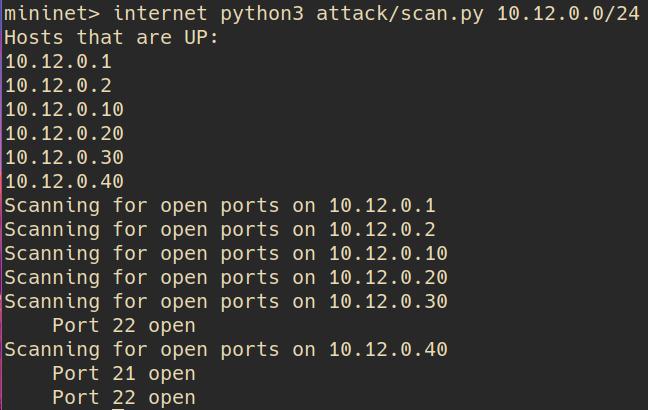 mininet> internet python3 attack/scan.py 10.12.0.0/24
Hosts that are UP:
10.12.0.1
10.12.0.2
10.12.0.10
10.12.0.20
10.12.0.30
10.12.0.40
Scanning for open ports on 10.12.0.1
Scanning for open ports on 10.12.0.2
Scanning for open ports on 10.12.0.10
Scanning for open ports on 10.12.0.20
Scanning for open ports on 10.12.0.30
    Port 22 open
Scanning for open ports on 10.12.0.40
    Port 21 open
    Port 22 open